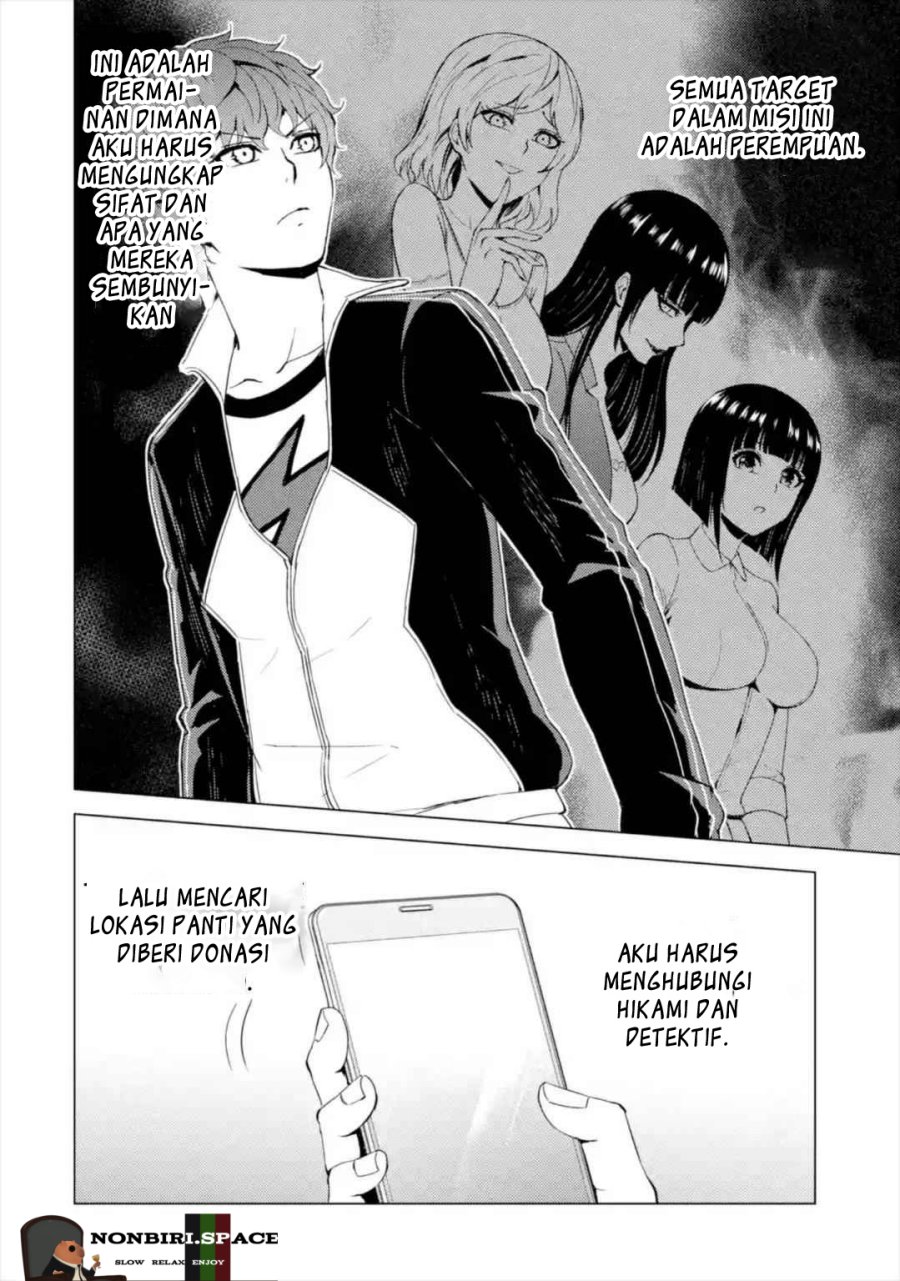 SEMUA TARGET
DALAM MISI INI
ADALAH PEREMPUAN.
INI ADALAH
PERMAI-
NAN DIMANA
AKU HARUS
MENGUNGKAP
SIFAT DAN
APA YANG
MEREKA
SEMBUNYI-
KAN
AKU HARUS
MENGHUBUNGI
HIKAMI DAN
DETEKTIF.
LALU MENCARI
LOKASI PANTI YANG
DIBERI DONASI
.
NONBIRI.SPACE
SLOW RELAX ENJOY